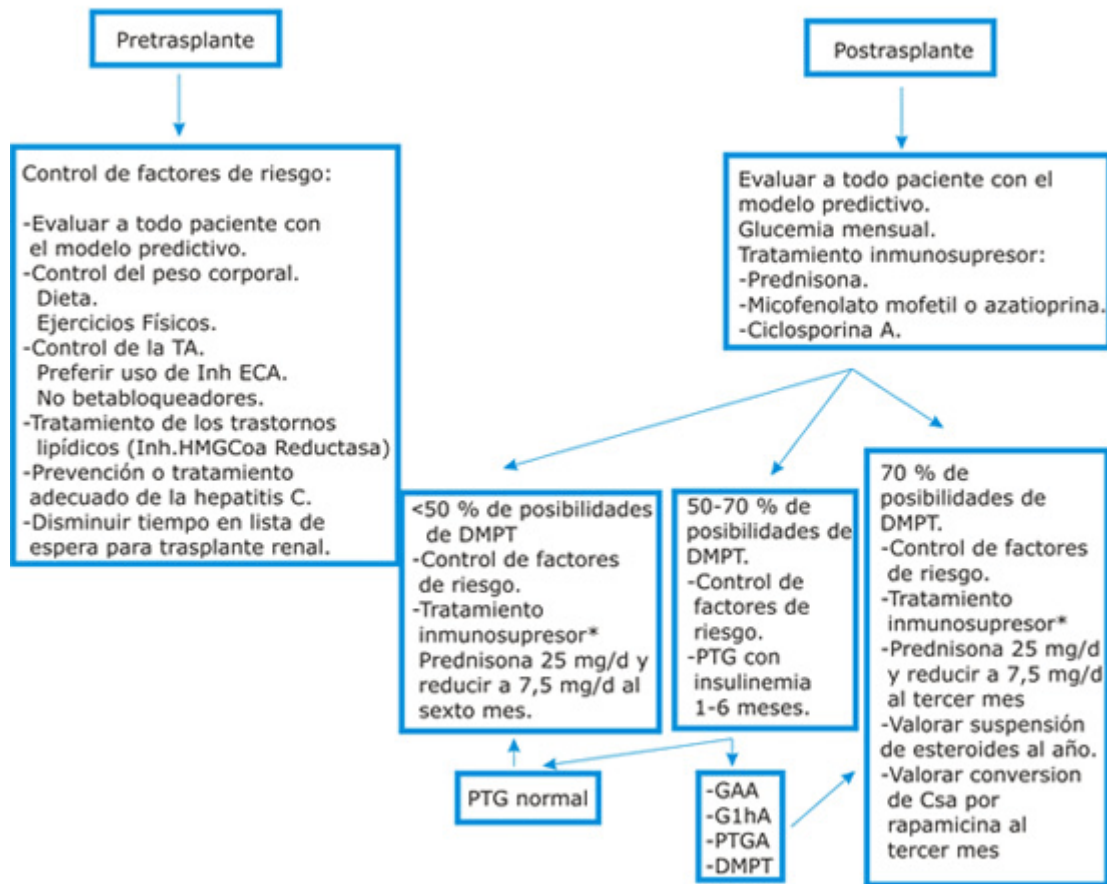 Pretrasplante
Control de factores de riesgo:
-Evaluar a todo paciente con
el modelo predictivo.
-Control del peso corporal.
Dieta.
Ejercicios Físicos.
-Control de la TA.
Preferir uso de Inh ECA.
No betabloqueadores.
-Tratamiento de los trastornos
lipídicos (Inh.HMGCoa Reductasa)
-Prevención o tratamiento
adecuado de la hepatitis C.
-Disminuir tiempo en lista de
espera para trasplante renal.
Postrasplante
Evaluar a todo paciente con el
modelo predictivo.
Glucemia mensual.
Tratamiento inmunosupresor:
-Prednisona.
-Micofenolato mofetil o azatioprina.
-Ciclosporina A.
<50 % de posibilidades
de DMPT
-Control de factores
de riesgo.
-Tratamiento
inmunosupresor*
Prednisona 25 mg/d y
reducir a 7,5 mg/d al
sexto mes.
50-70 % de
posibilidades de
DMPT.
-Control de
factores de
riesgo.
-PTG con
insulinemia
1-6 meses.
70 % de
posibilidades de
DMPT.
-Control de factores
de riesgo.
-Tratamiento
inmunosupresor*
-Prednisona 25 mg/d
y reducir a 7,5 mg/d
al tercer mes
-Valorar suspensión
de esteroides al año.
-Valorar conversion
de Csa por
rapamicina al
tercer mes
PTG normal
-GAA
-G1hA
-PTGA
-DMPT